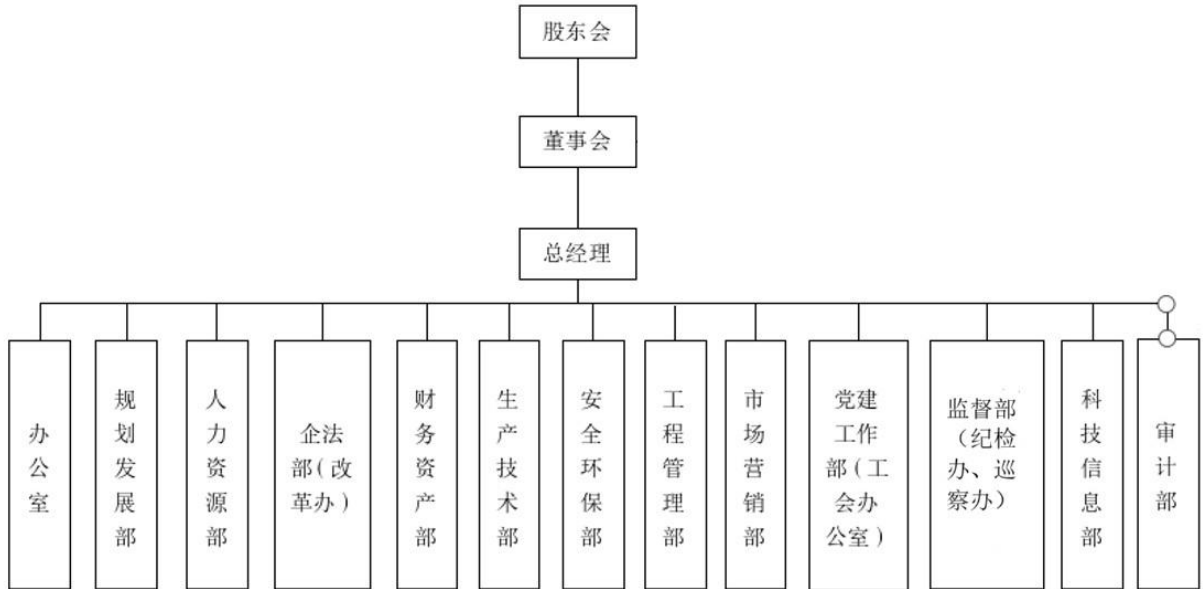 股东会
董事会
总经理
办公室
规划发展部
人力资源部
企法
部(改
革办)
财务资产部
生产技术部
安全环保部
工程管理部
市场营销部
党建
工作
部(工
会办
公室)
监督部
(纪检
办、巡
察办)
科技信息部
审计部